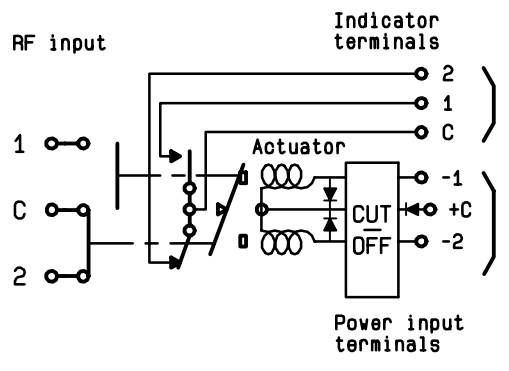 Indicator
terminals
RF input
2
1
C
Actuator
1
-1
C
CUT
OFF
+C
-2
2
Power input
terminals